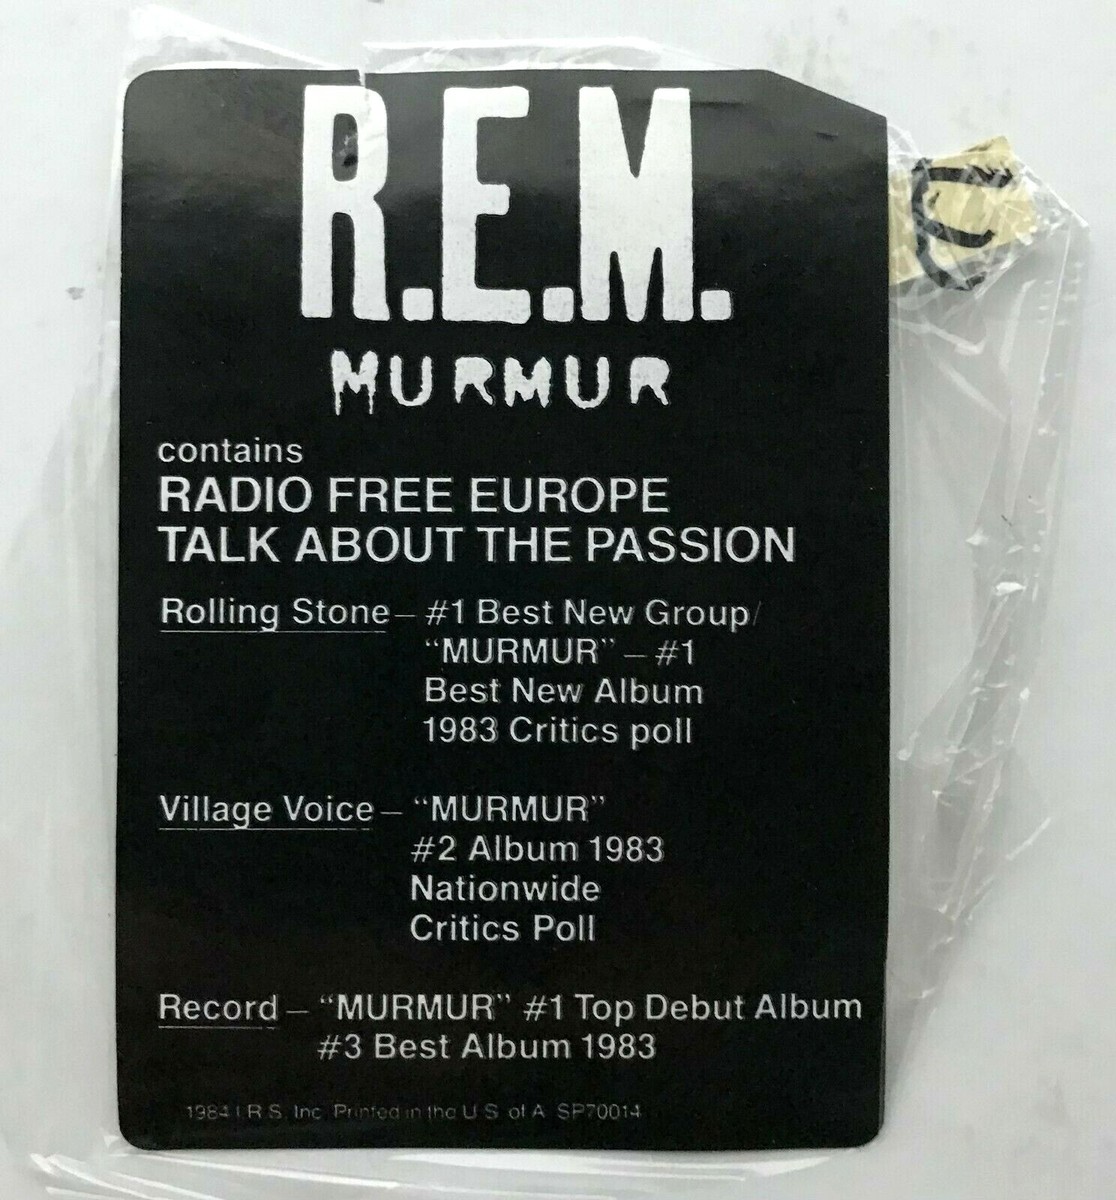 R.E.M.
MURMUR
contains
RADIO FREE EUROPE
TALK ABOUT THE PASSION
Rolling Stone – #1 Best New Group/
“MURMUR” – #1
Best New Album
1983 Critics poll
Village Voice – “MURMUR”
#2 Album 1983
Nationwide
Critics Poll
Record – “MURMUR” #1 Top Debut Album
#3 Best Album 1983
1984 I.R.S. Inc. Printed in the U.S. of A. SP70014